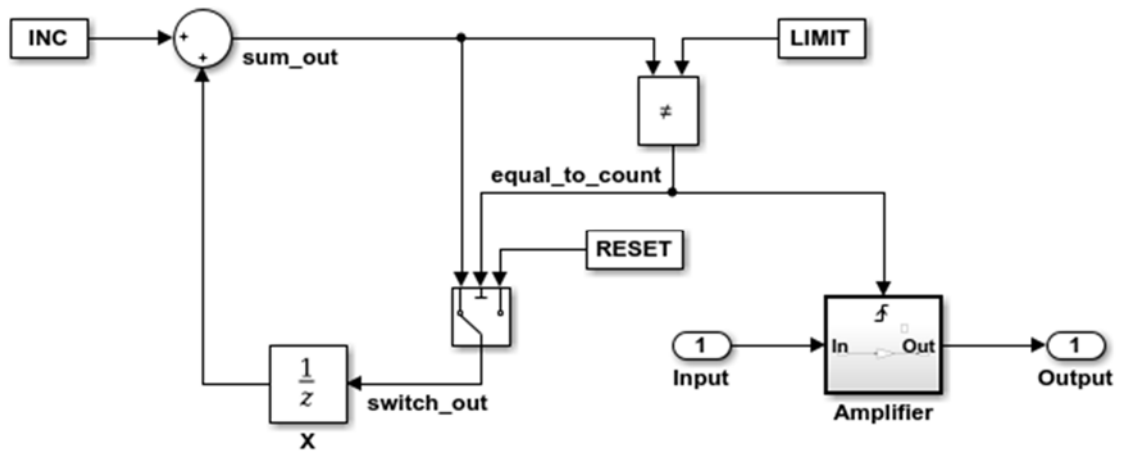 INC
+
+
sum_out
LIMIT
≠
equal_to_count
RESET
1
z
X
switch_out
1
Input
In
Out
Amplifier
1
Output